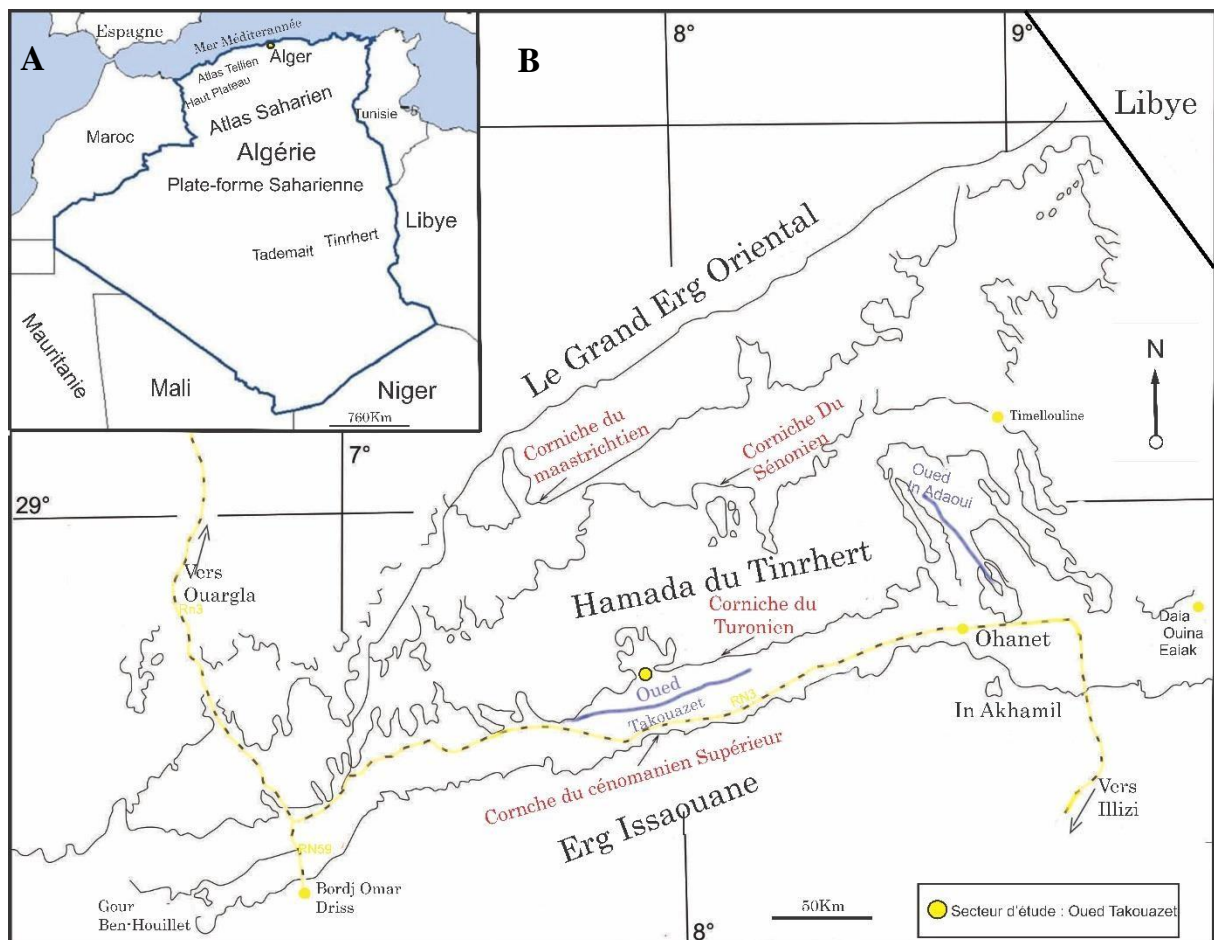 A
Espagne
Mer Méditerannée
Alger
Atlas Tellien
Haut Plateau
Tunisie
Atlas Saharien
Maroc
Algérie
Plate-forme Saharienne
Libye
Tinrhert
Tademait
Mauritanie
Mali
Niger
760Km
B
8°
9°
Libye
Le Grand Erg Oriental
N
7°
Corniche du
maastrichtien
Corniche Du
Sénonien
Timellouline
29°
Oued
In Adaoui
Vers
Ouargla
Rn3
Hamada du Tinrhert
Corniche du
Turonien
Daia
Ouina
Eaiak
Ohanet
Oued
Takouazet
RN3
In Akhamil
Cornche du cénomanien Supérieur
Erg Issaouane
Vers
Illizi
RN59
Bordj Omar
Driss
Gour
Ben-Houillet
50Km
8°
Secteur d'étude : Oued Takouazet